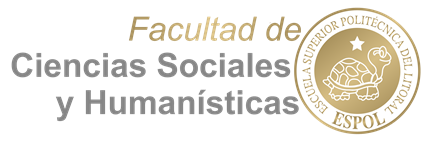 Facultad de
Ciencias Sociales
y Humanísticas
ESCUELA SUPERIOR POLITÉCNICA DEL LITORAL
ESPOL